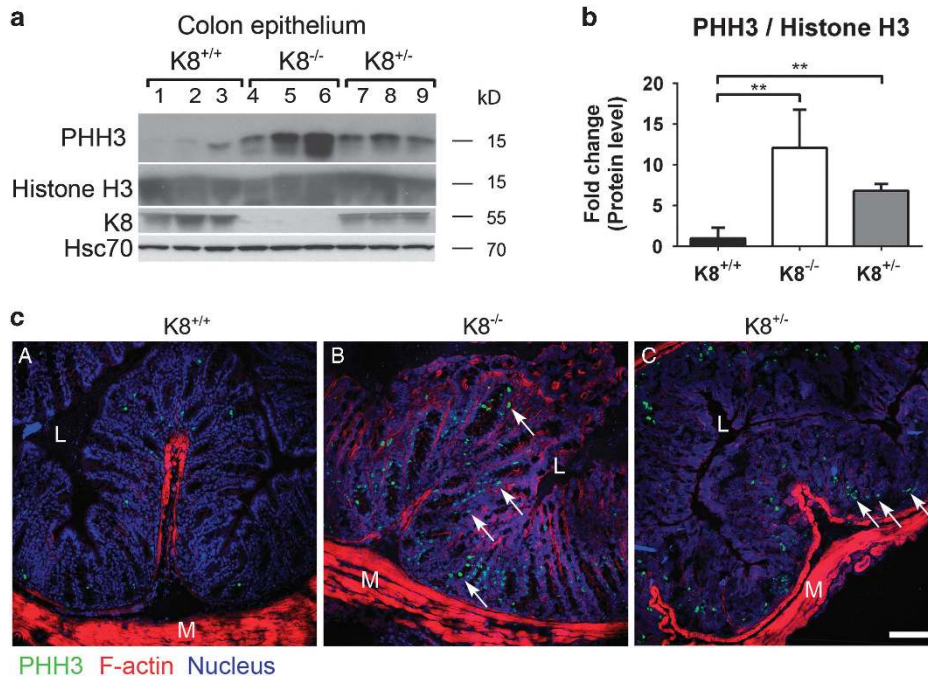 a
Colon epithelium
K8+/+ K8-/- K8+/-
1 2 3 4 5 6 7 8 9 kD
PHH3 15
Histone H3 15
K8 55
Hsc70 70
b
PHH3 / Histone H3
**
**
Fold change
(Protein level)
20
15
10
5
0
K8+/+ K8-/- K8+/-
c
K8+/+ K8-/- K8+/-
A B C
L L L
M M M
PHH3 F-actin Nucleus